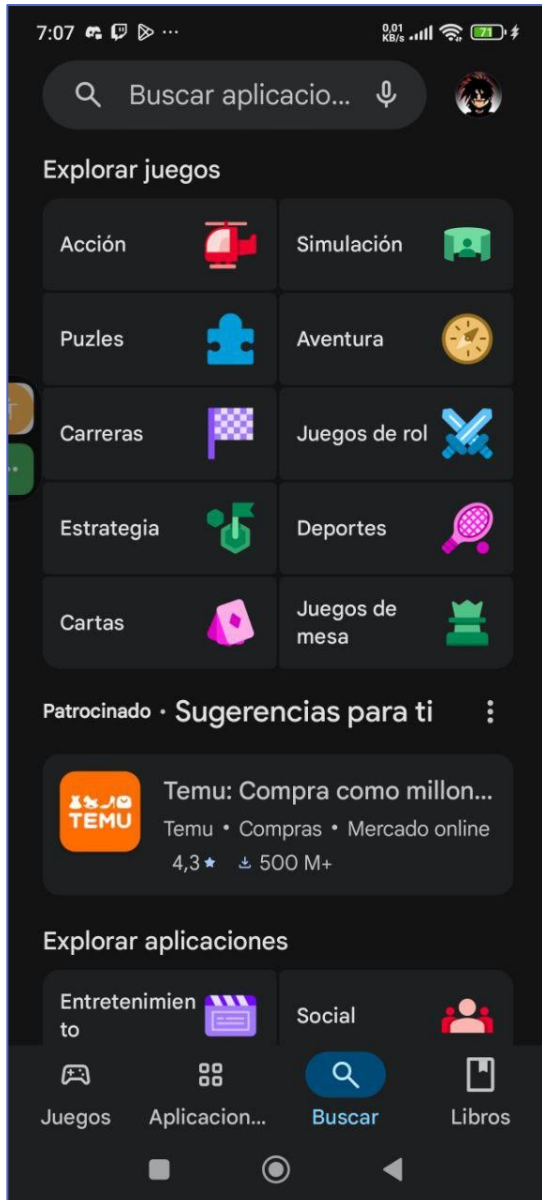 7:07
0,01 KB/s
71
Buscar aplicacio...
Explorar juegos
Acción
Simulación
Puzles
Aventura
Carreras
Juegos de rol
Estrategia
Deportes
Cartas
Juegos de
mesa
Patrocinado · Sugerencias para ti
TEMU
Temu: Compra como millon...
Temu • Compras • Mercado online
4,3★ 500 M+
Explorar aplicaciones
Entretenimien
to
Social
Juegos
Aplicacion...
Buscar
Libros